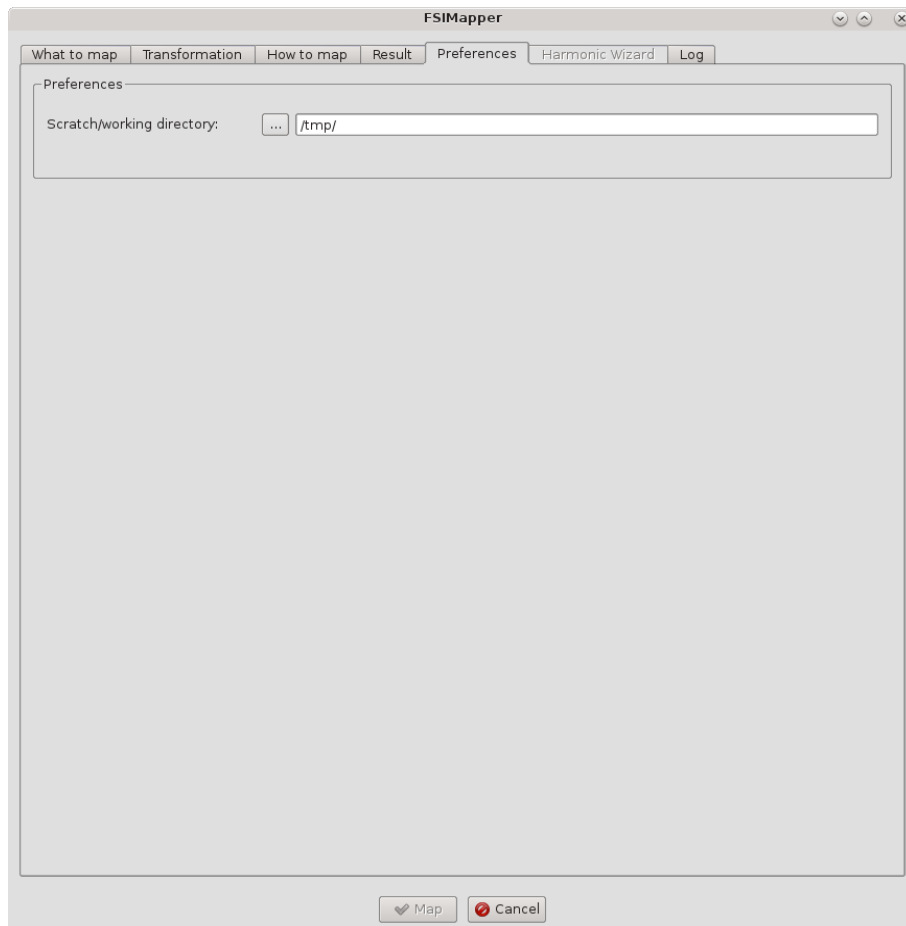 FSIMapper
What to map Transformation How to map Result Preferences Harmonic Wizard Log
Preferences
Scratch/working directory: ... /tmp/
Map Cancel